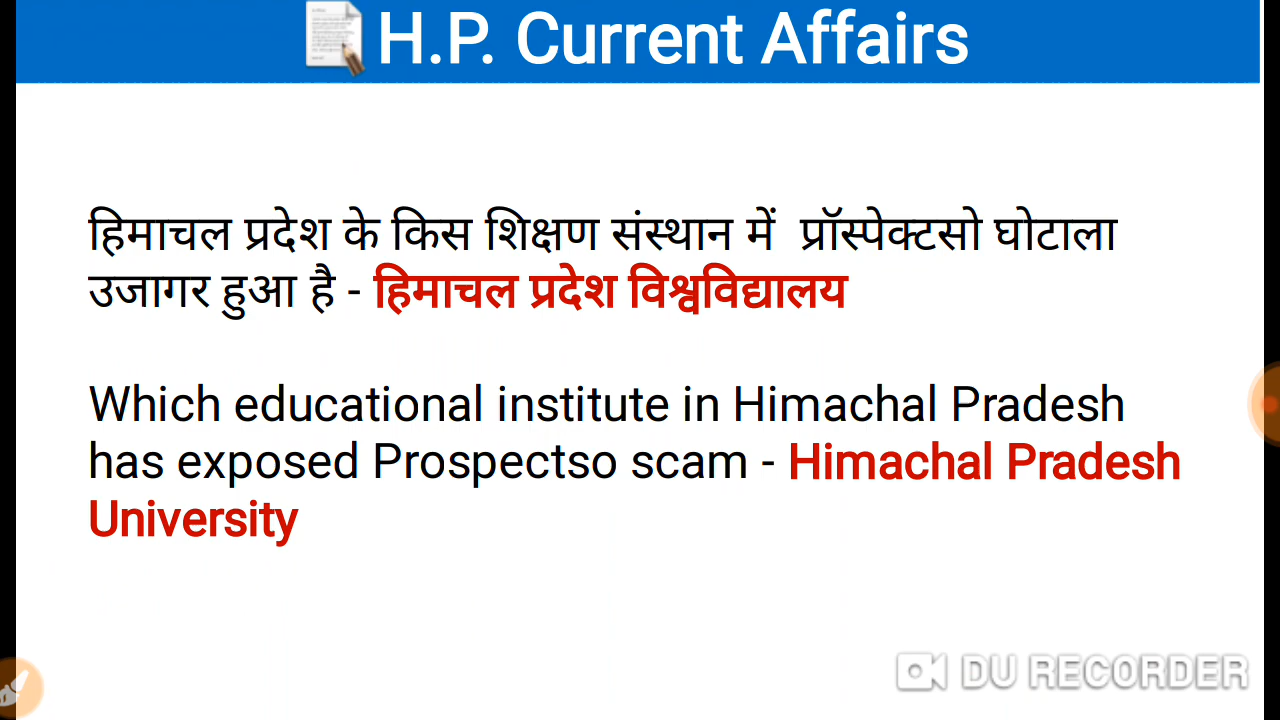 H.P. Current Affairs
हिमाचल प्रदेश के किस शिक्षण संस्थान में प्रॉस्पेक्टसो घोटाला
उजागर हुआ है - हिमाचल प्रदेश विश्वविद्यालय
Which educational institute in Himachal Pradesh
has exposed Prospectso scam - Himachal Pradesh
University
DU RECORDER